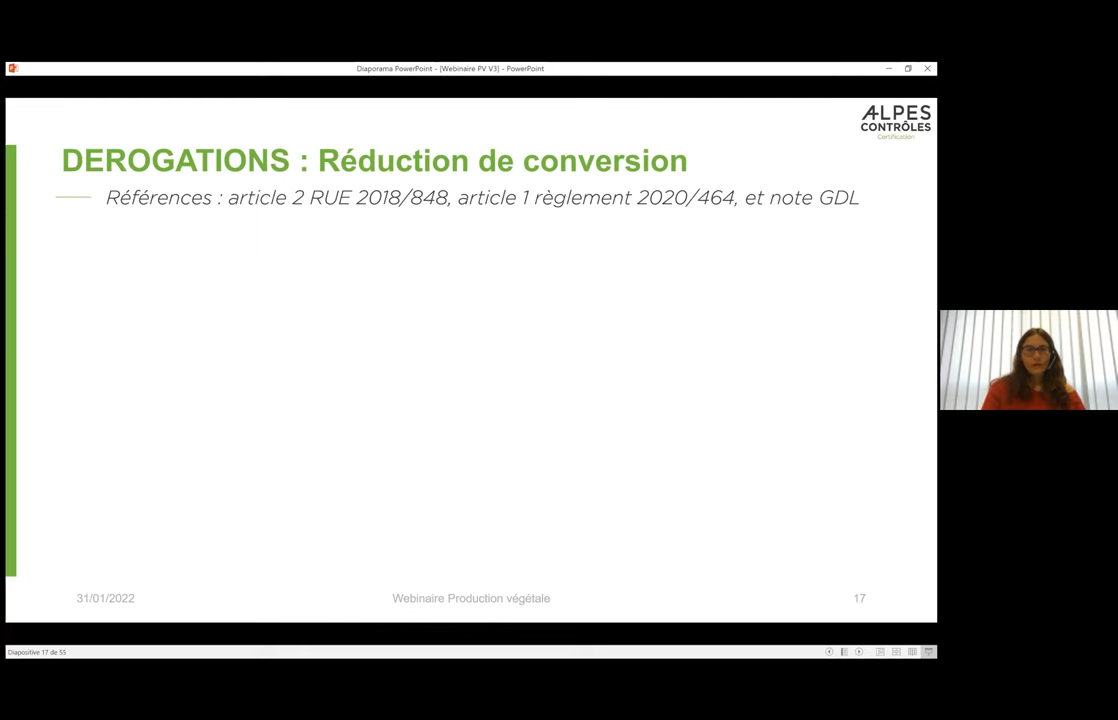 Diaporama PowerPoint - [Webinaire PV V3] - PowerPoint
ALPES
CONTRÔLES
Certification
DEROGATIONS : Réduction de conversion
Références : article 2 RUE 2018/848, article 1 règlement 2020/464, et note GDL
31/01/2022
Webinaire Production végétale
17
Diapositive 17 de 55